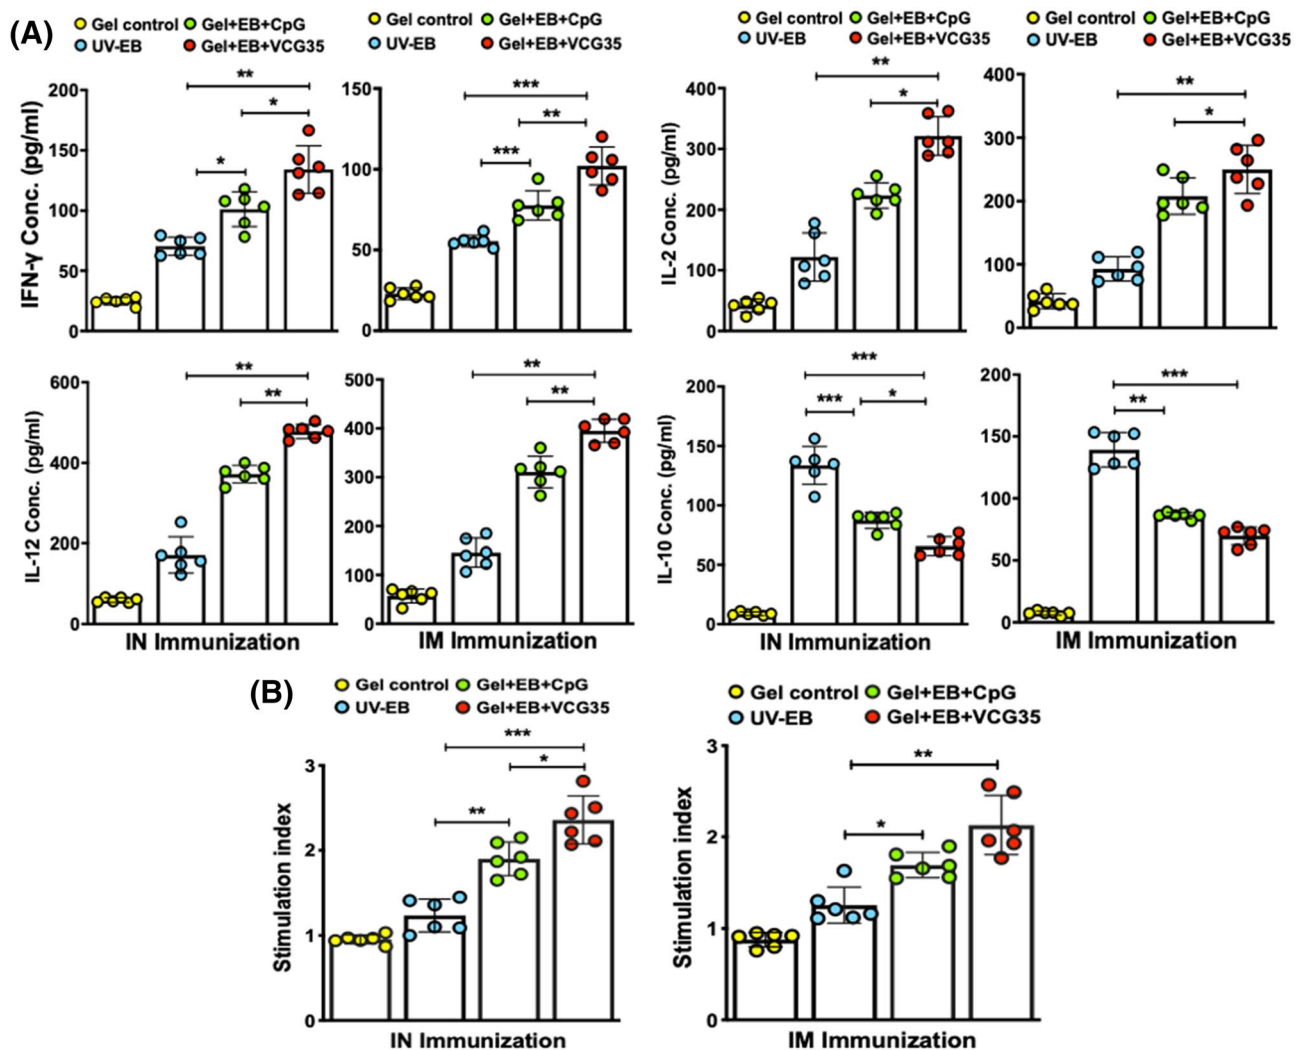 (A)
Gel control Gel+EB+CpG
UV-EB Gel+EB+VCG35
Gel control Gel+EB+CpG
UV-EB Gel+EB+VCG35
Gel control Gel+EB+CpG
UV-EB Gel+EB+VCG35
Gel control Gel+EB+CpG
UV-EB Gel+EB+VCG35
IFN-γ Conc. (pg/ml)
200
150
100
50
0
**
*
*
150
100
50
0
***
**
***
IL-2 Conc. (pg/ml)
400
300
200
100
0
**
*
400
300
200
100
0
**
*
IL-12 Conc. (pg/ml)
600
400
200
0
**
**
IN Immunization
500
400
300
200
100
0
**
**
IM Immunization
IL-10 Conc. (pg/ml)
200
150
100
50
0
***
***
*
IN Immunization
200
150
100
50
0
***
**
IM Immunization
(B)
Gel control Gel+EB+CpG
UV-EB Gel+EB+VCG35
Stimulation index
3
2
1
0
***
*
**
IN Immunization
Gel control Gel+EB+CpG
UV-EB Gel+EB+VCG35
Stimulation index
3
2
1
0
**
*
IM Immunization